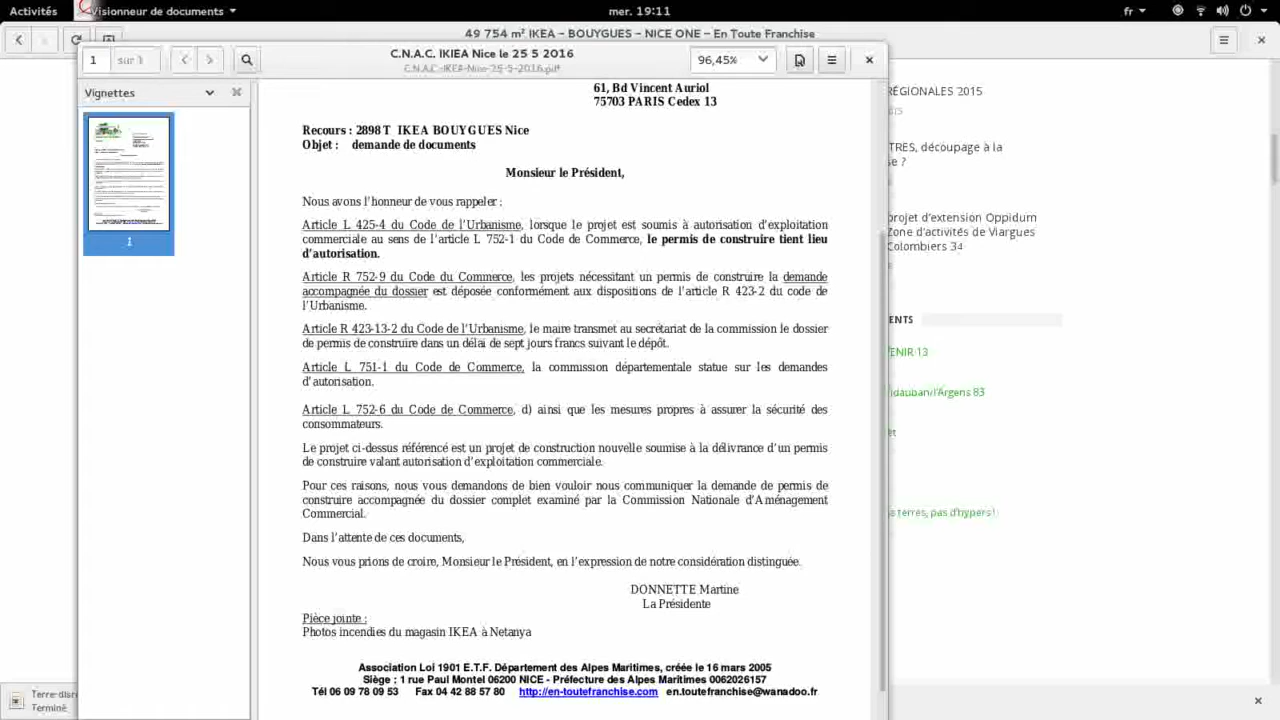 Activités
Visionneur de documents
mer. 19:11
fr
49 754 m² IKEA – BOUYGUES – NICE ONE – En Toute Franchise
1
sur 1
C.N.A.C. IKIEA Nice le 25 5 2016
C.N.A.C.-IKEA-Nice-25-5-2016.pdf
96,45%
Vignettes
1
61, Bd Vincent Auriol
75703 PARIS Cedex 13
Recours : 2898 T IKEA BOUYGUES Nice
Objet : demande de documents
Monsieur le Président,
Nous avons l'honneur de vous rappeler :
Article L 425-4 du Code de l'Urbanisme, lorsque le projet est soumis à autorisation d'exploitation
commerciale au sens de l'article L 752-1 du Code de Commerce, le permis de construire tient lieu
d'autorisation.
Article R 752-9 du Code du Commerce, les projets nécessitant un permis de construire la demande
accompagnée du dossier est déposée conformément aux dispositions de l'article R 423-2 du code de
l'Urbanisme.
Article R 423-13-2 du Code de l'Urbanisme, le maire transmet au secrétariat de la commission le dossier
de permis de construire dans un délai de sept jours francs suivant le dépôt.
Article L 751-1 du Code de Commerce, la commission départementale statue sur les demandes
d'autorisation.
Article L 752-6 du Code de Commerce, d) ainsi que les mesures propres à assurer la sécurité des
consommateurs.
Le projet ci-dessus référencé est un projet de construction nouvelle soumise à la délivrance d'un permis
de construire valant autorisation d'exploitation commerciale.
Pour ces raisons, nous vous demandons de bien vouloir nous communiquer la demande de permis de
construire accompagnée du dossier complet examiné par la Commission Nationale d'Aménagement
Commercial.
Dans l'attente de ces documents,
Nous vous prions de croire, Monsieur le Président, en l'expression de notre considération distinguée.
DONNETTE Martine
La Présidente
Pièce jointe :
Photos incendies du magasin IKEA à Netanya
Association Loi 1901 E.T.F. Département des Alpes Maritimes, créée le 16 mars 2005
Siège : 1 rue Paul Montel 06200 NICE - Préfecture des Alpes Maritimes 0062026157
Tél 06 09 78 09 53 Fax 04 42 88 57 80 http://en-toutefranchise.com en.toutefranchise@wanadoo.fr
RÉGIONALES 2015
TRES, découpage à la
se ?
projet d'extension Oppidum
Zone d'activités de Viargues
Colombiers 34
ENTS
ENIR 13
idauban/l'Argens 83
et
s terres, pas d'hypers !
Terre-disre
Terminé